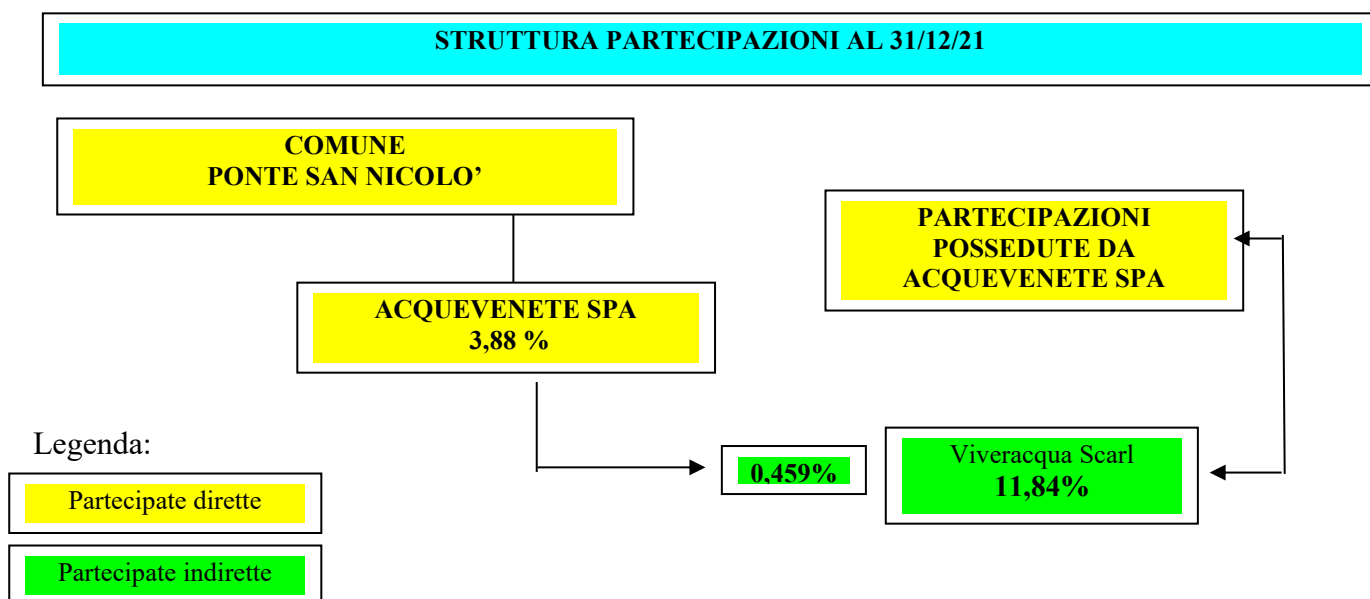 STRUTTURA PARTECIPAZIONI AL 31/12/21
COMUNE
PONTE SAN NICOLO’
PARTECIPAZIONI
POSSEDUTE DA
ACQUEVENETE SPA
ACQUEVENETE SPA
3,88 %
Legenda:
0,459%
Viveracqua Scarl
11,84%
Partecipate dirette
Partecipate indirette